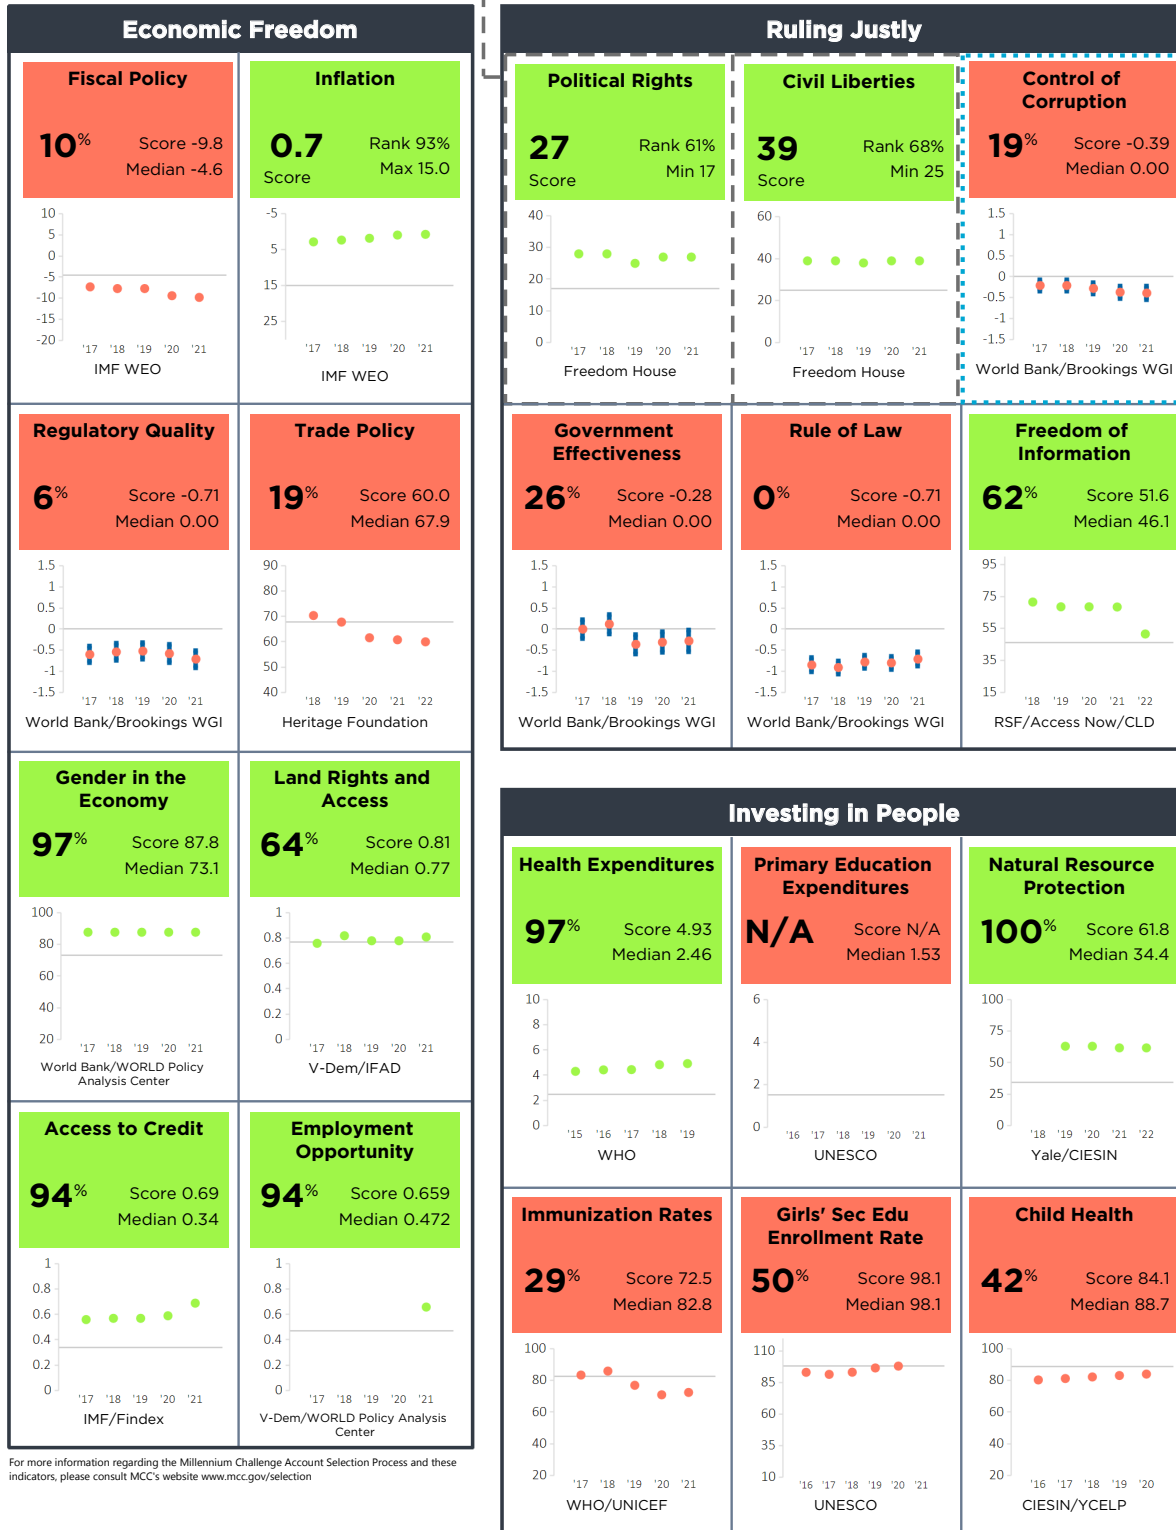 Economic Freedom
Fiscal Policy
10%
Score -9.8
Median -4.6
10
5
0
-5
-10
-15
-20
'17 '18 '19 '20 '21
IMF WEO
Inflation
0.7
Score
Rank 93%
Max 15.0
-5
5
15
25
'17 '18 '19 '20 '21
IMF WEO
Regulatory Quality
6%
Score -0.71
Median 0.00
1.5
1
0.5
0
-0.5
-1
-1.5
'17 '18 '19 '20 '21
World Bank/Brookings WGI
Trade Policy
19%
Score 60.0
Median 67.9
90
80
70
60
50
40
'18 '19 '20 '21 '22
Heritage Foundation
Gender in the
Economy
97%
Score 87.8
Median 73.1
100
80
60
40
20
'17 '18 '19 '20 '21
World Bank/WORLD Policy
Analysis Center
Land Rights and
Access
64%
Score 0.81
Median 0.77
1
0.8
0.6
0.4
0.2
0
'17 '18 '19 '20 '21
V-Dem/IFAD
Access to Credit
94%
Score 0.69
Median 0.34
1
0.8
0.6
0.4
0.2
0
'17 '18 '19 '20 '21
IMF/Findex
Employment
Opportunity
94%
Score 0.659
Median 0.472
1
0.8
0.6
0.4
0.2
0
'17 '18 '19 '20 '21
V-Dem/WORLD Policy Analysis
Center
For more information regarding the Millennium Challenge Account Selection Process and these
indicators, please consult MCC's website www.mcc.gov/selection
Ruling Justly
Political Rights
27
Score
Rank 61%
Min 17
40
30
20
10
0
'17 '18 '19 '20 '21
Freedom House
Civil Liberties
39
Score
Rank 68%
Min 25
60
40
20
0
'17 '18 '19 '20 '21
Freedom House
Control of
Corruption
19%
Score -0.39
Median 0.00
1.5
1
0.5
0
-0.5
-1
-1.5
'17 '18 '19 '20 '21
World Bank/Brookings WGI
Government
Effectiveness
26%
Score -0.28
Median 0.00
1.5
1
0.5
0
-0.5
-1
-1.5
'17 '18 '19 '20 '21
World Bank/Brookings WGI
Rule of Law
0%
Score -0.71
Median 0.00
1.5
1
0.5
0
-0.5
-1
-1.5
'17 '18 '19 '20 '21
World Bank/Brookings WGI
Freedom of
Information
62%
Score 51.6
Median 46.1
95
75
55
35
15
'18 '19 '20 '21 '22
RSF/Access Now/CLD
Investing in People
Health Expenditures
97%
Score 4.93
Median 2.46
10
8
6
4
2
0
'15 '16 '17 '18 '19
WHO
Primary Education
Expenditures
N/A
Score N/A
Median 1.53
6
4
2
0
'16 '17 '18 '19 '20 '21
UNESCO
Natural Resource
Protection
100%
Score 61.8
Median 34.4
100
75
50
25
0
'18 '19 '20 '21 '22
Yale/CIESIN
Immunization Rates
29%
Score 72.5
Median 82.8
100
80
60
40
20
'17 '18 '19 '20 '21
WHO/UNICEF
Girls' Sec Edu
Enrollment Rate
50%
Score 98.1
Median 98.1
110
85
60
35
10
'16 '17 '18 '19 '20 '21
UNESCO
Child Health
42%
Score 84.1
Median 88.7
100
80
60
40
20
'16 '17 '18 '19 '20
CIESIN/YCELP